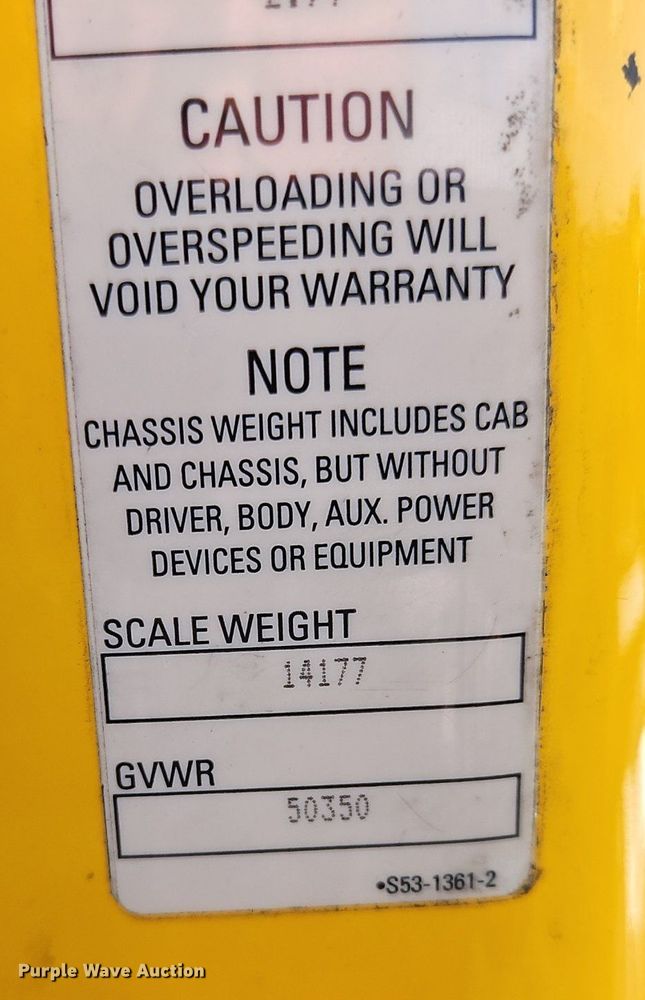 CAUTION
OVERLOADING OR
OVERSPEEDING WILL
VOID YOUR WARRANTY
NOTE
CHASSIS WEIGHT INCLUDES CAB
AND CHASSIS, BUT WITHOUT
DRIVER, BODY, AUX. POWER
DEVICES OR EQUIPMENT
SCALE WEIGHT
14177
GVWR
50350
•S53-1361-2
Purple Wave Auction